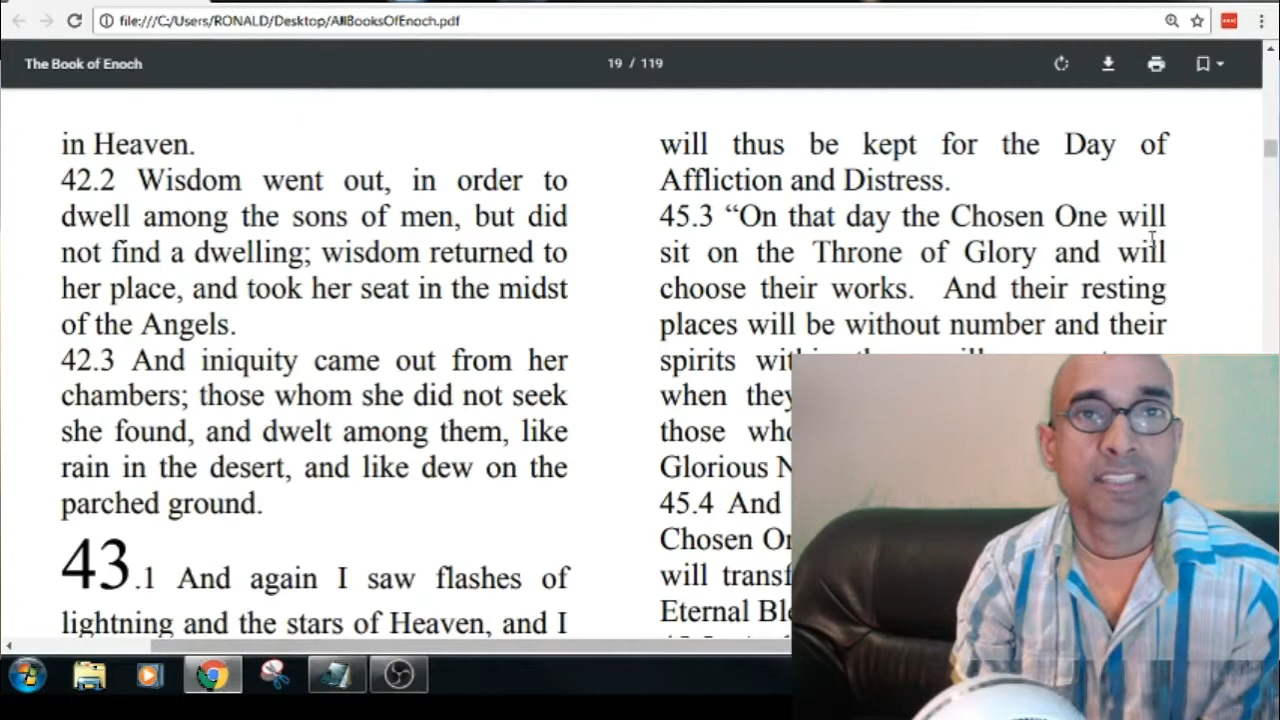 file:///C:/Users/RONALD/Desktop/AllBooksOfEnoch.pdf
The Book of Enoch
19 / 119
in Heaven.
42.2 Wisdom went out, in order to
dwell among the sons of men, but did
not find a dwelling; wisdom returned to
her place, and took her seat in the midst
of the Angels.
42.3 And iniquity came out from her
chambers; those whom she did not seek
she found, and dwelt among them, like
rain in the desert, and like dew on the
parched ground.
43.1 And again I saw flashes of
lightning and the stars of Heaven, and I
will thus be kept for the Day of
Affliction and Distress.
45.3 “On that day the Chosen One will
sit on the Throne of Glory and will
choose their works. And their resting
places will be without number and their
spirits
when they
those
Glorious
45.4 And
Chosen
will
Eternal